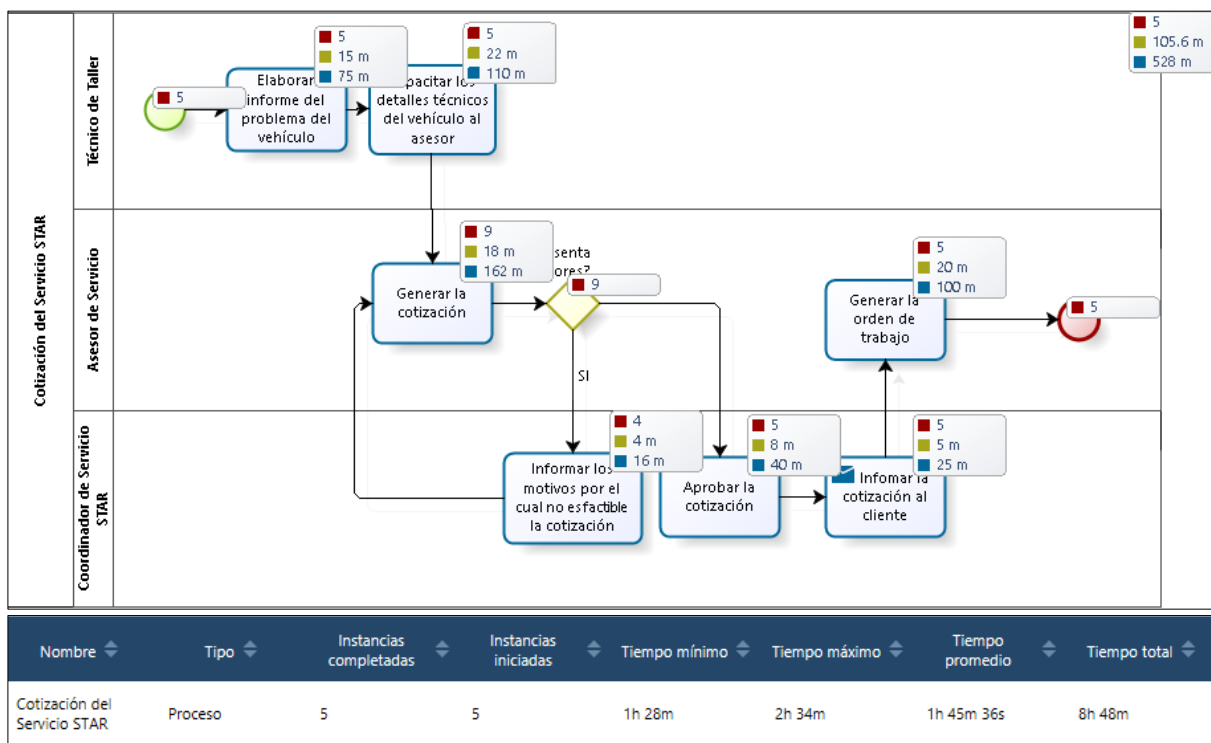 Cotización del Servicio STAR
Técnico de Taller
5
Elaborar
informe del
problema del
vehículo
5
15 m
75 m
los
detalles técnicos
del vehículo al
asesor
5
22 m
110 m
5
105.6 m
528 m
Asesor de Servicio
Generar la
cotización
9
18 m
162 m
9
SI
Generar la
orden de
trabajo
5
20 m
100 m
5
Coordinador de Servicio
STAR
Informar los
motivos por el
cual no es factible
la cotización
4
4 m
16 m
Aprobar la
cotización
5
8 m
40 m
Infomar la
cotización al
cliente
5
5 m
25 m
Nombre Tipo Instancias completadas Instancias iniciadas Tiempo mínimo Tiempo máximo Tiempo promedio Tiempo total
Cotización del
Servicio STAR
Proceso 5 5 1h 28m 2h 34m 1h 45m 36s 8h 48m